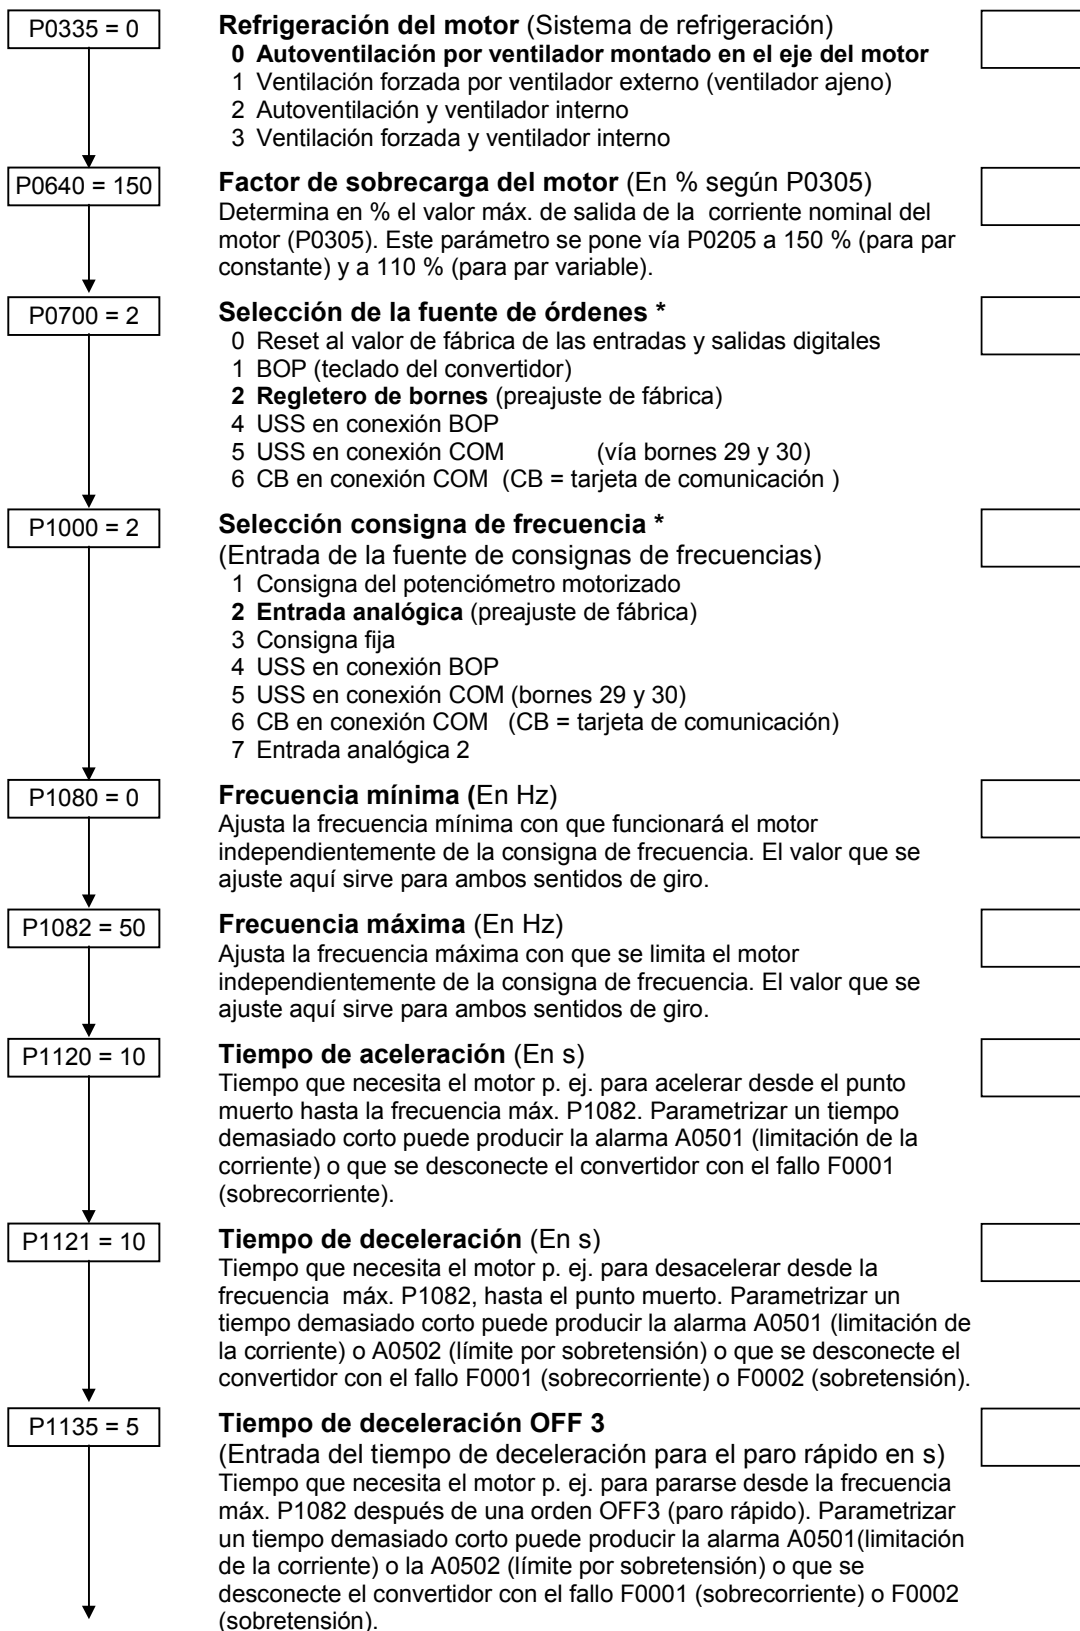 P0335 = 0
Refrigeración del motor (Sistema de refrigeración)
0 Autoventilación por ventilador montado en el eje del motor
1 Ventilación forzada por ventilador externo (ventilador ajeno)
2 Autoventilación y ventilador interno
3 Ventilación forzada y ventilador interno
P0640 = 150
Factor de sobrecarga del motor (En % según P0305)
Determina en % el valor máx. de salida de la corriente nominal del
motor (P0305). Este parámetro se pone vía P0205 a 150 % (para par
constante) y a 110 % (para par variable).
P0700 = 2
Selección de la fuente de órdenes *
0 Reset al valor de fábrica de las entradas y salidas digitales
1 BOP (teclado del convertidor)
2 Regletero de bornes (preajuste de fábrica)
4 USS en conexión BOP
5 USS en conexión COM (vía bornes 29 y 30)
6 CB en conexión COM (CB = tarjeta de comunicación )
P1000 = 2
Selección consigna de frecuencia *
(Entrada de la fuente de consignas de frecuencias)
1 Consigna del potenciómetro motorizado
2 Entrada analógica (preajuste de fábrica)
3 Consigna fija
4 USS en conexión BOP
5 USS en conexión COM (bornes 29 y 30)
6 CB en conexión COM (CB = tarjeta de comunicación)
7 Entrada analógica 2
P1080 = 0
Frecuencia mínima (En Hz)
Ajusta la frecuencia mínima con que funcionará el motor
independientemente de la consigna de frecuencia. El valor que se
ajuste aquí sirve para ambos sentidos de giro.
P1082 = 50
Frecuencia máxima (En Hz)
Ajusta la frecuencia máxima con que se limita el motor
independientemente de la consigna de frecuencia. El valor que se
ajuste aquí sirve para ambos sentidos de giro.
P1120 = 10
Tiempo de aceleración (En s)
Tiempo que necesita el motor p. ej. para acelerar desde el punto
muerto hasta la frecuencia máx. P1082. Parametrizar un tiempo
demasiado corto puede producir la alarma A0501 (limitación de la
corriente) o que se desconecte el convertidor con el fallo F0001
(sobrecorriente).
P1121 = 10
Tiempo de deceleración (En s)
Tiempo que necesita el motor p. ej. para desacelerar desde la
frecuencia máx. P1082, hasta el punto muerto. Parametrizar un
tiempo demasiado corto puede producir la alarma A0501 (limitación de
la corriente) o A0502 (límite por sobretensión) o que se desconecte el
convertidor con el fallo F0001 (sobrecorriente) o F0002 (sobretensión).
P1135 = 5
Tiempo de deceleración OFF 3
(Entrada del tiempo de deceleración para el paro rápido en s)
Tiempo que necesita el motor p. ej. para pararse desde la frecuencia
máx. P1082 después de una orden OFF3 (paro rápido). Parametrizar
un tiempo demasiado corto puede producir la alarma A0501(limitación
de la corriente) o la A0502 (límite por sobretensión) o que se
desconecte el convertidor con el fallo F0001 (sobrecorriente) o F0002
(sobretensión).